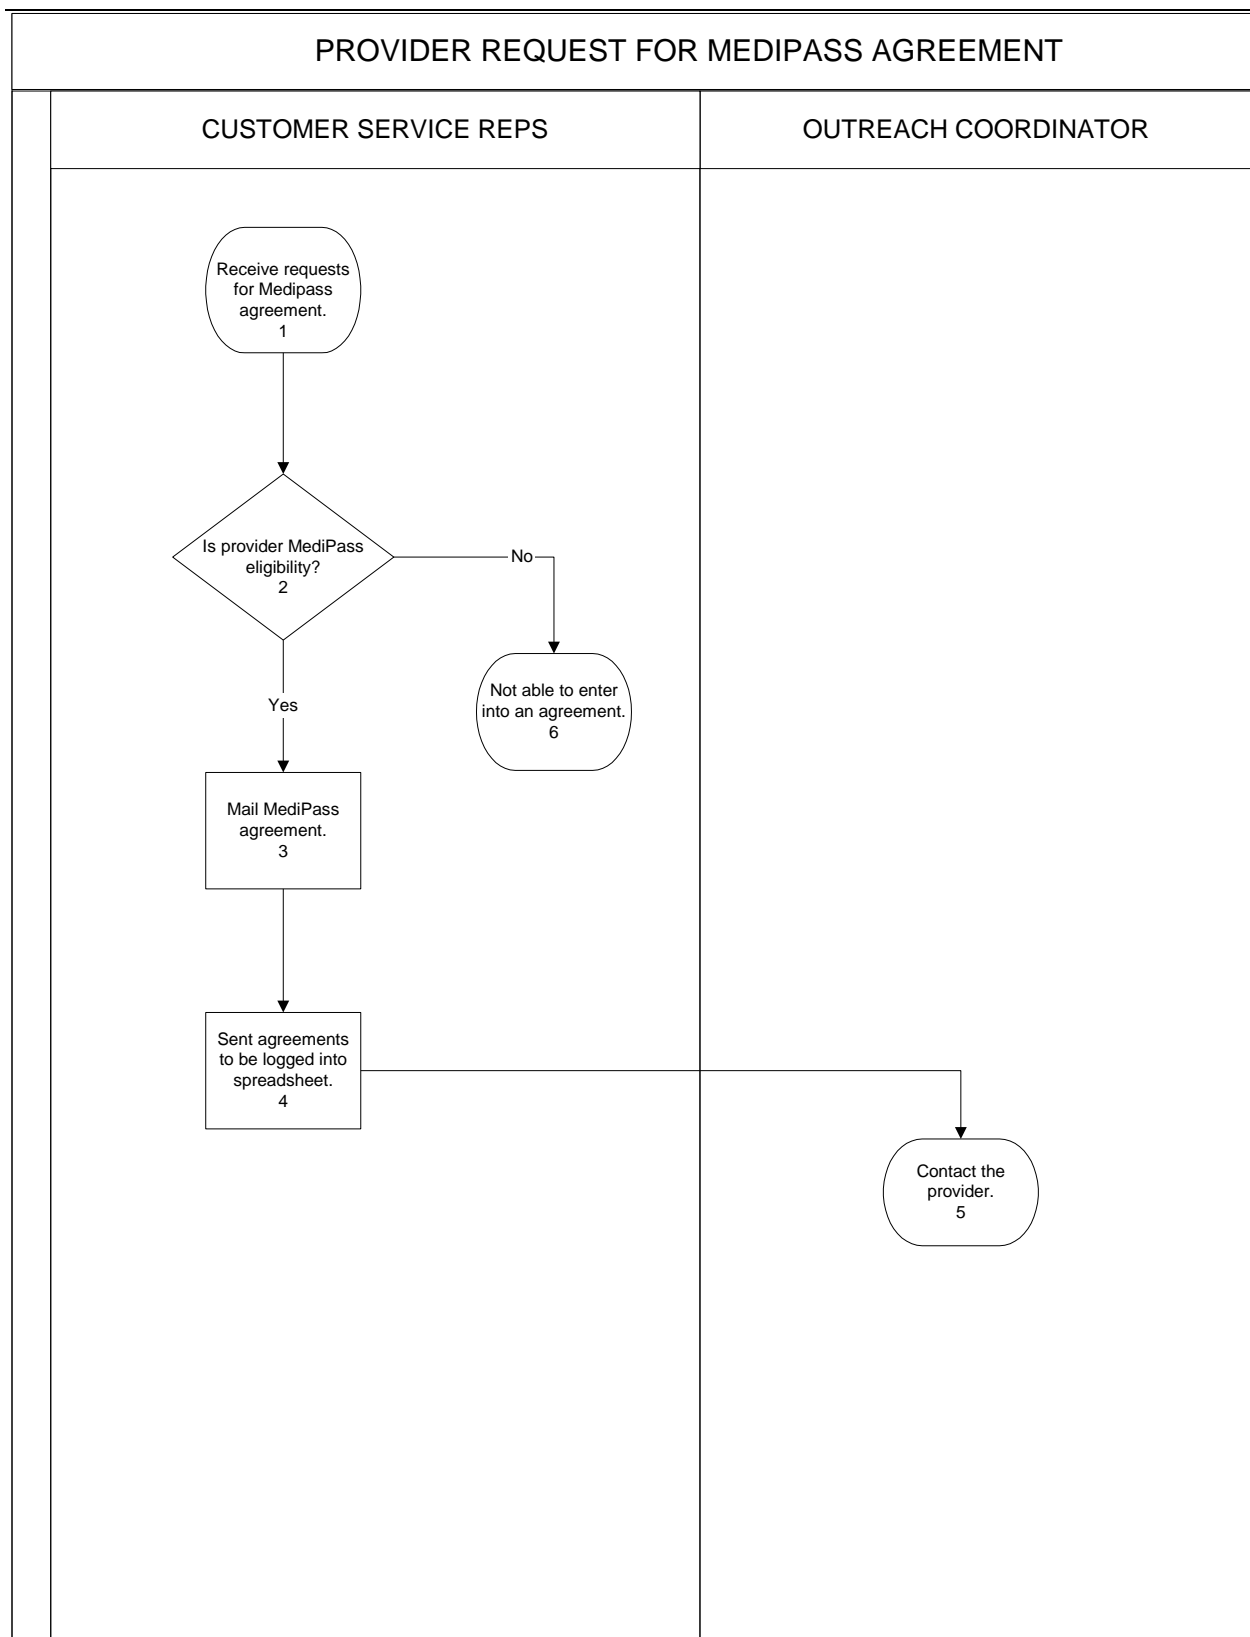 PROVIDER REQUEST FOR MEDIPASS AGREEMENT
CUSTOMER SERVICE REPS
OUTREACH COORDINATOR
Receive requests
for Medipass
agreement.
1
Is provider MediPass
eligibility?
2
No
Yes
Not able to enter
into an agreement.
6
Mail MediPass
agreement.
3
Sent agreements
to be logged into
spreadsheet.
4
Contact the
provider.
5